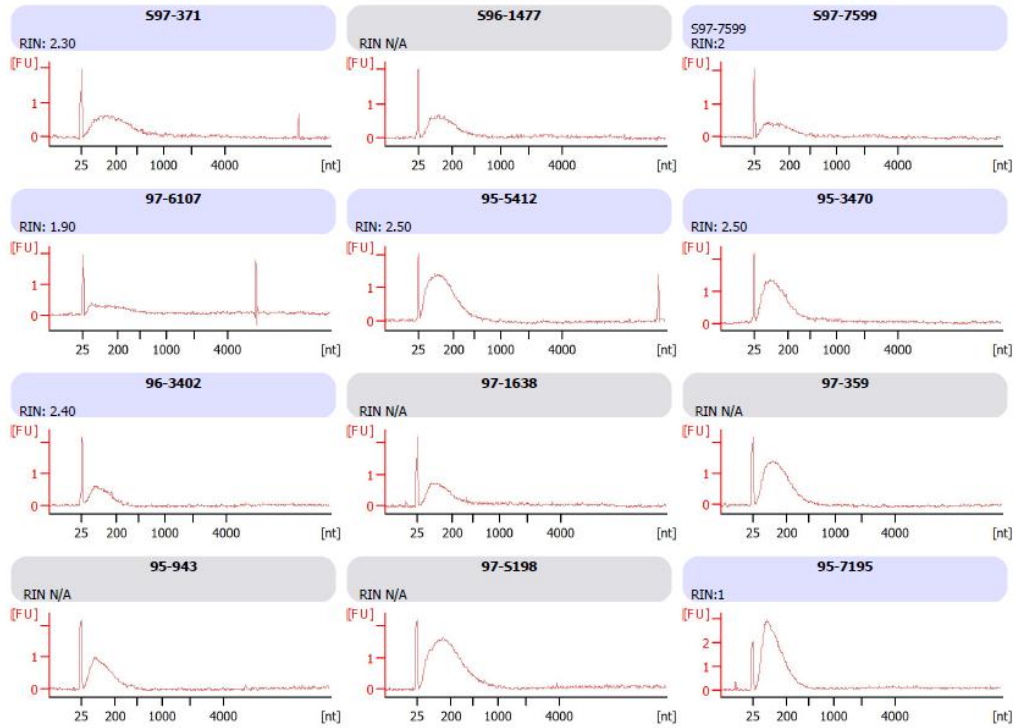 S97-371
RIN: 2.30
[FU]
1
0
25 200 1000 4000 [nt]
S96-1477
RIN N/A
[FU]
1
0
25 200 1000 4000 [nt]
S97-7599
S97-7599
RIN:2
[FU]
1
0
25 200 1000 4000 [nt]
97-6107
RIN: 1.90
[FU]
1
0
25 200 1000 4000 [nt]
95-5412
RIN: 2.50
[FU]
1
0
25 200 1000 4000 [nt]
95-3470
RIN: 2.50
[FU]
1
0
25 200 1000 4000 [nt]
96-3402
RIN: 2.40
[FU]
1
0
25 200 1000 4000 [nt]
97-1638
RIN N/A
[FU]
1
0
25 200 1000 4000 [nt]
97-359
RIN N/A
[FU]
1
0
25 200 1000 4000 [nt]
95-943
RIN N/A
[FU]
1
0
25 200 1000 4000 [nt]
97-5198
RIN N/A
[FU]
1
0
25 200 1000 4000 [nt]
95-7195
RIN:1
[FU]
2
1
0
25 200 1000 4000 [nt]